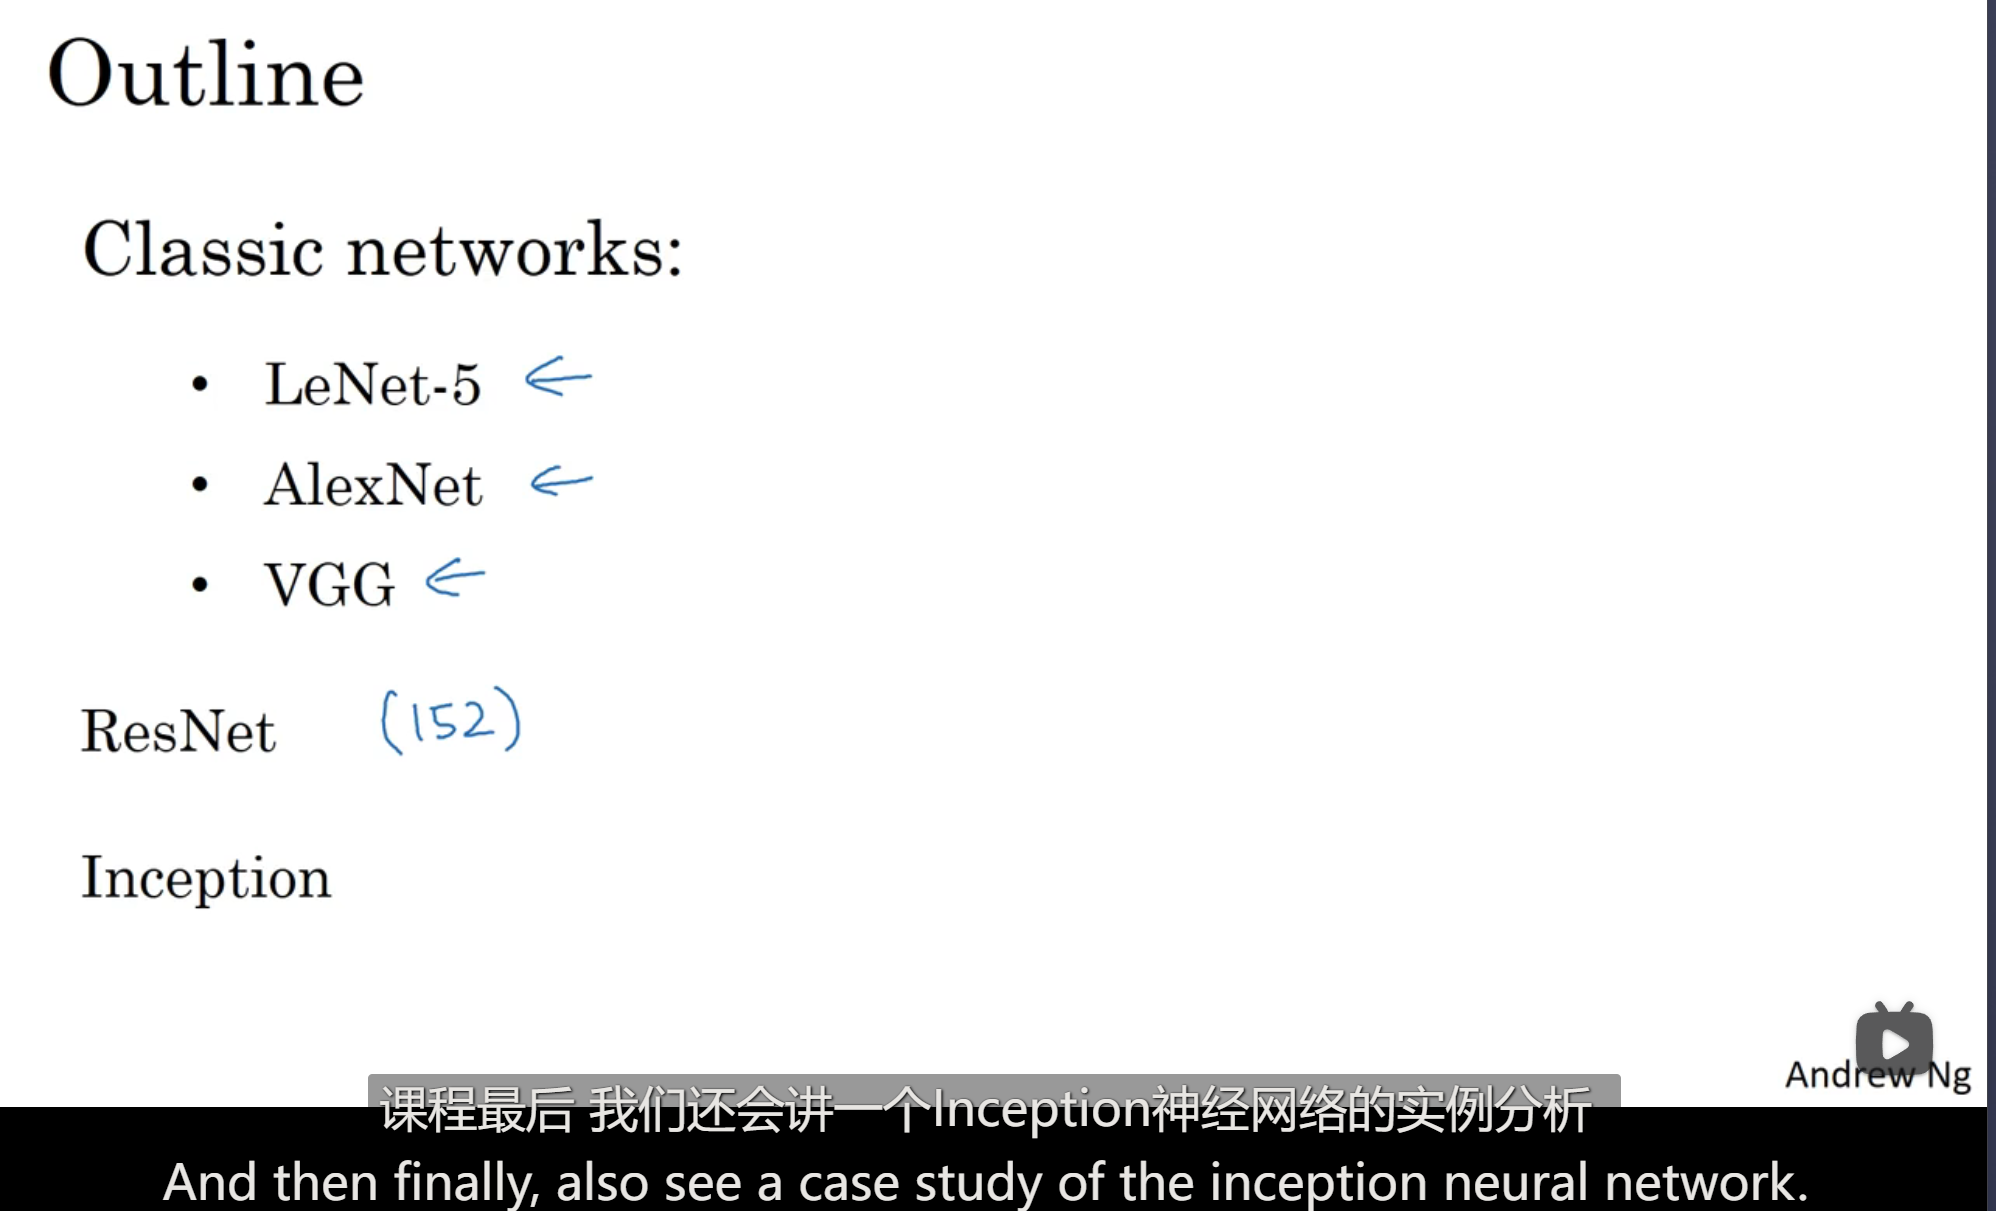 Outline
Classic networks:
• LeNet-5 ←
• AlexNet ←
• VGG ←
ResNet (152)
Inception
Andrew Ng
课程最后 我们还会讲一个Inception神经网络的实例分析
And then finally, also see a case study of the inception neural network.